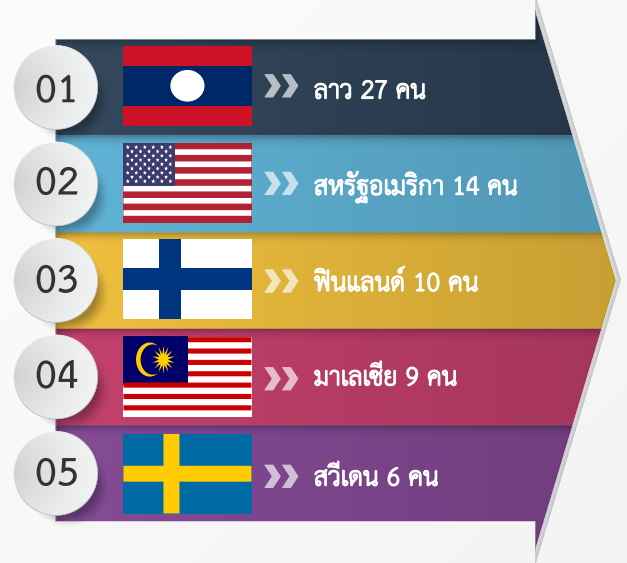 01 ลาว 27 คน
02 สหรัฐอเมริกา 14 คน
03 ฟินแลนด์ 10 คน
04 มาเลเซีย 9 คน
05 สวีเดน 6 คน